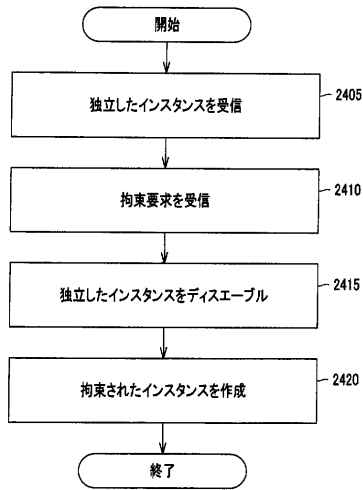 開始
独立したインスタンスを受信
2405
拘束要求を受信
2410
独立したインスタンスをディスエーブル
2415
拘束されたインスタンスを作成
2420
終了